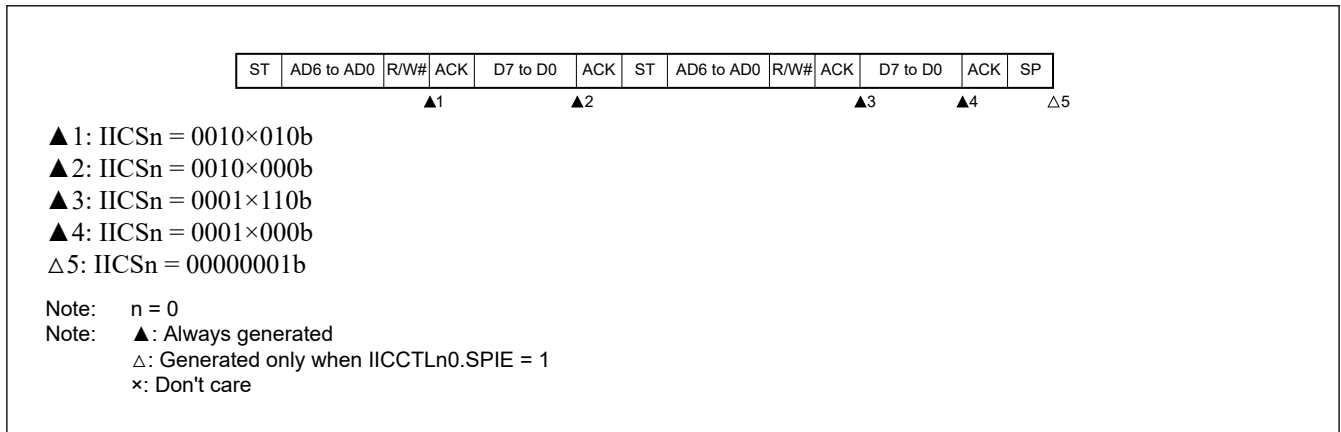 ST AD6 to AD0 R/W# ACK D7 to D0 ACK ST AD6 to AD0 R/W# ACK D7 to D0 ACK SP
▲1 ▲2 ▲3 ▲4 △5
▲1: IICSn = 0010×010b
▲2: IICSn = 0010×000b
▲3: IICSn = 0001×110b
▲4: IICSn = 0001×000b
△5: IICSn = 00000001b
Note: n = 0
Note: ▲: Always generated
△: Generated only when IICCTLn0.SPIE = 1
×: Don't care